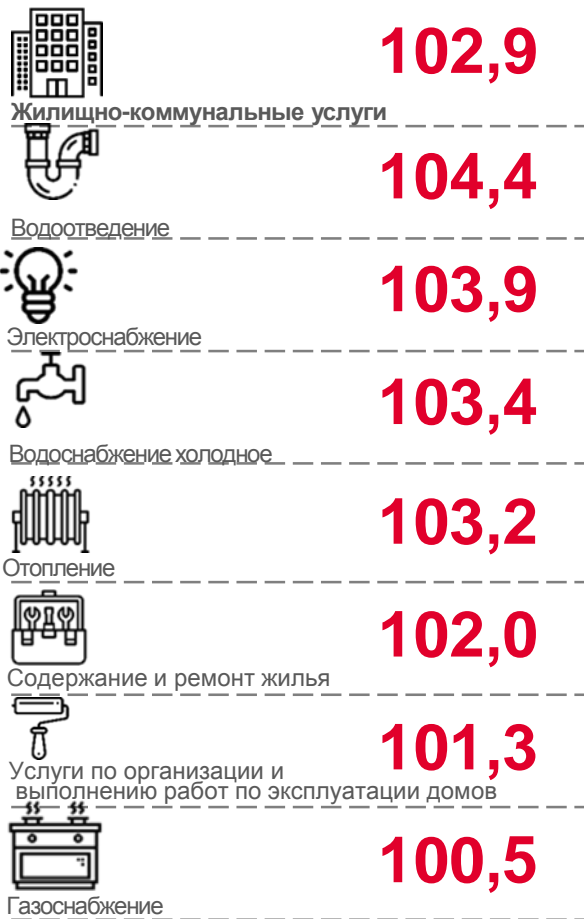 102,9
Жилищно-коммунальные услуги
104,4
Водоотведение
103,9
Электроснабжение
103,4
Водоснабжение холодное
103,2
Отопление
102,0
Содержание и ремонт жилья
101,3
Услуги по организации и
выполнению работ по эксплуатации домов
100,5
Газоснабжение